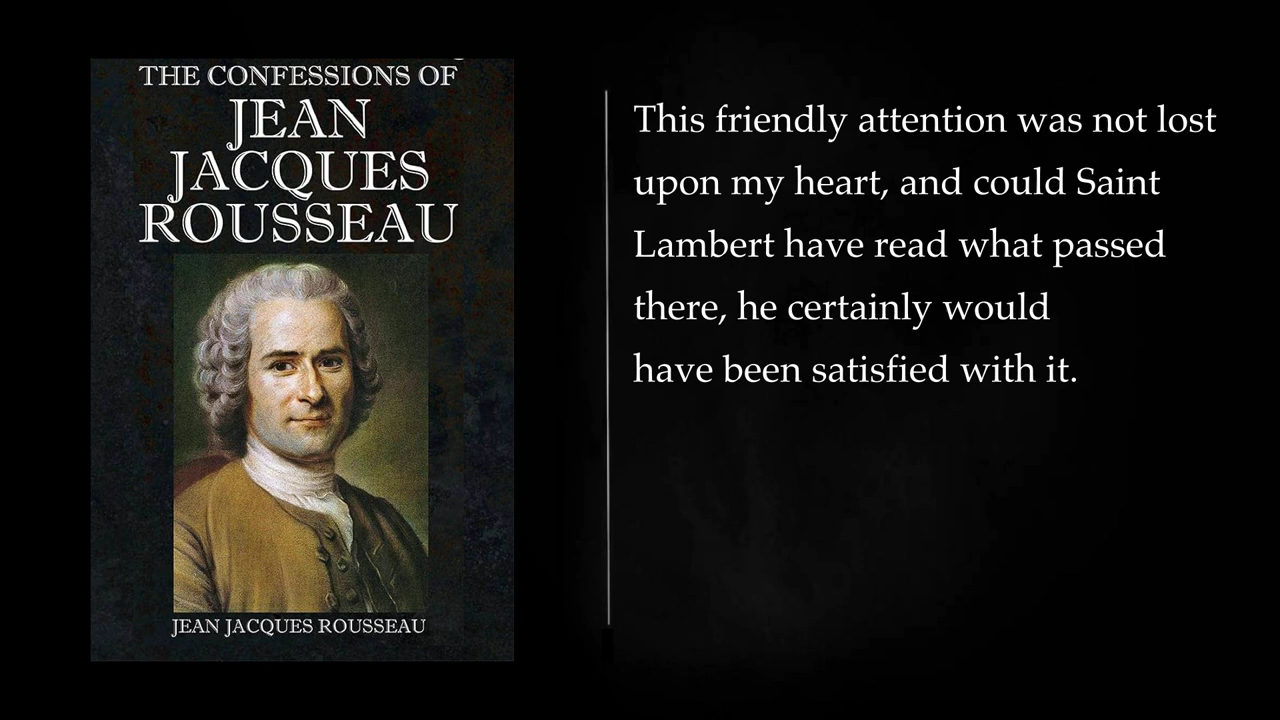 THE CONFESSIONS OF
JEAN
JACQUES
ROUSSEAU
JEAN JACQUES ROUSSEAU
This friendly attention was not lost
upon my heart, and could Saint
Lambert have read what passed
there, he certainly would
have been satisfied with it.